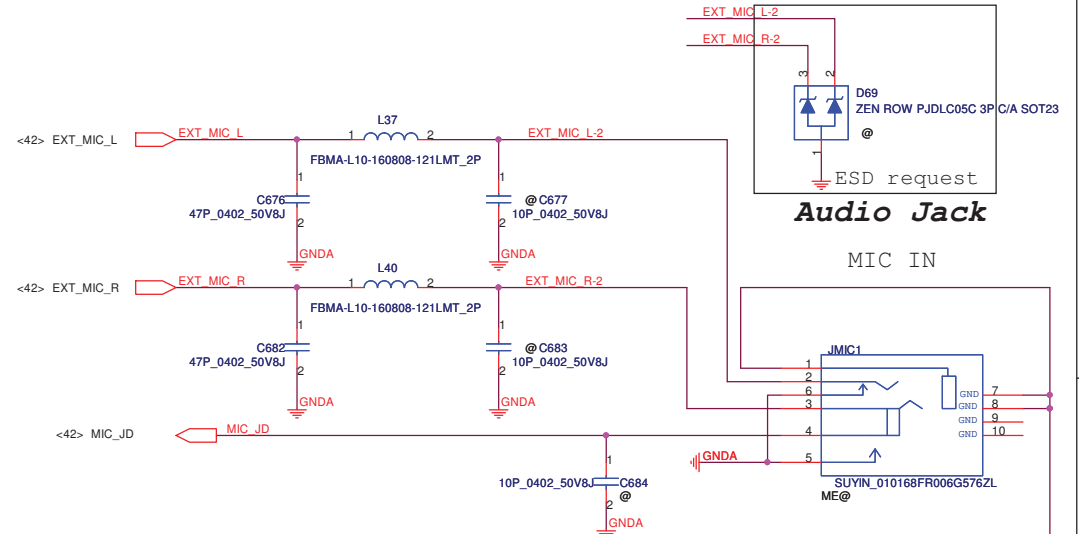 EXT_MIC_L-2
EXT_MIC_R-2
3
2
D69
ZEN ROW PJDLC05C 3P C/A SOT23
@
1
ESD request
Audio Jack
MIC IN
<42> EXT_MIC_L
EXT_MIC_L
1
L37
2
EXT_MIC_L-2
FBMA-L10-160808-121LMT_2P
1
C676
47P_0402_50V8J
2
GNDA
1
@ C677
10P_0402_50V8J
2
GNDA
<42> EXT_MIC_R
EXT_MIC_R
1
L40
2
EXT_MIC_R-2
FBMA-L10-160808-121LMT_2P
1
C682
47P_0402_50V8J
2
GNDA
1
@ C683
10P_0402_50V8J
2
GNDA
<42> MIC_JD
MIC_JD
1
10P_0402_50V8J
C684
@
2
GNDA
GNDA
JMIC1
1
2
6
3
4
5
GND 7
GND 8
GND 9
GND 10
SUYIN_010168FR006G576ZL
ME@